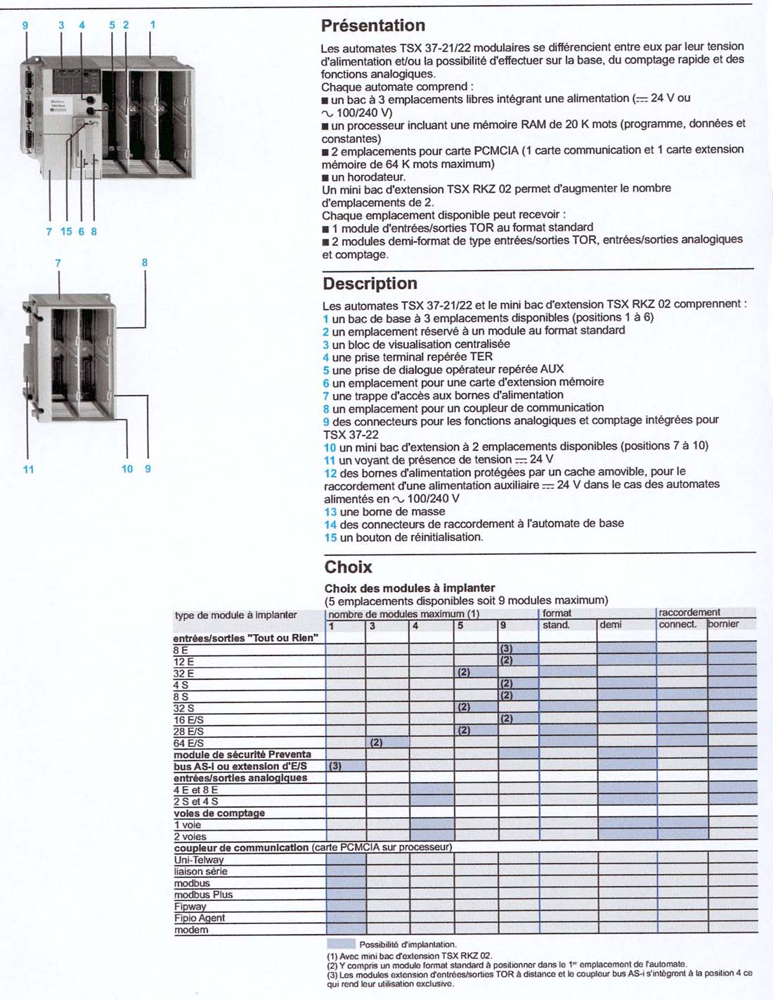 9 3 4 5 2 1
7 15 6 8
7
8
11 10 9
Présentation
Les automates TSX 37-21/22 modulaires se différencient entre eux par leur tension
d'alimentation et/ou la possibilité d'effectuer sur la base, du comptage rapide et des
fonctions analogiques.
Chaque automate comprend :
■ un bac à 3 emplacements libres intégrant une alimentation (⎓ 24 V ou
∿ 100/240 V)
■ un processeur incluant une mémoire RAM de 20 K mots (programme, données et
constantes)
■ 2 emplacements pour carte PCMCIA (1 carte communication et 1 carte extension
mémoire de 64 K mots maximum)
■ un horodateur.
Un mini bac d'extension TSX RKZ 02 permet d'augmenter le nombre
d'emplacements de 2.
Chaque emplacement disponible peut recevoir :
■ 1 module d'entrées/sorties TOR au format standard
■ 2 modules demi-format de type entrées/sorties TOR, entrées/sorties analogiques
et comptage.
Description
Les automates TSX 37-21/22 et le mini bac d'extension TSX RKZ 02 comprennent :
1 un bac de base à 3 emplacements disponibles (positions 1 à 6)
2 un emplacement réservé à un module au format standard
3 un bloc de visualisation centralisée
4 une prise terminal repérée TER
5 une prise de dialogue opérateur repérée AUX
6 un emplacement pour une carte d'extension mémoire
7 une trappe d'accès aux bornes d'alimentation
8 un emplacement pour un coupleur de communication
9 des connecteurs pour les fonctions analogiques et comptage intégrées pour
TSX 37-22
10 un mini bac d'extension à 2 emplacements disponibles (positions 7 à 10)
11 un voyant de présence de tension ⎓ 24 V
12 des bornes d'alimentation protégées par un cache amovible, pour le
raccordement d'une alimentation auxiliaire ⎓ 24 V dans le cas des automates
alimentés en ∿ 100/240 V
13 une borne de masse
14 des connecteurs de raccordement à l'automate de base
15 un bouton de réinitialisation.
Choix
Choix des modules à implanter
(5 emplacements disponibles soit 9 modules maximum)
type de module à implanter nombre de modules maximum (1) format raccordement
1 3 4 5 9 stand. demi connect. bornier
entrées/sorties "Tout ou Rien"
8 E (3)
12 E (2)
32 E (2)
4 S (2)
8 S (2)
32 S (2)
16 E/S (2)
28 E/S (2)
64 E/S (2)
module de sécurité Preventa
bus AS-i ou extension d'E/S (3)
entrées/sorties analogiques
4 E et 8 E
2 S et 4 S
voies de comptage
1 voie
2 voies
coupleur de communication (carte PCMCIA sur processeur)
Uni-Telway
liaison série
modbus
modbus Plus
Fipway
Fipio Agent
modem
Possibilité d'implantation.
(1) Avec mini bac d'extension TSX RKZ 02.
(2) Y compris un module format standard à positionner dans le 1er emplacement de l'automate.
(3) Les modules extension d'entrées/sorties TOR à distance et le coupleur bus AS-i s'intègrent à la position 4 ce
qui rend leur utilisation exclusive.